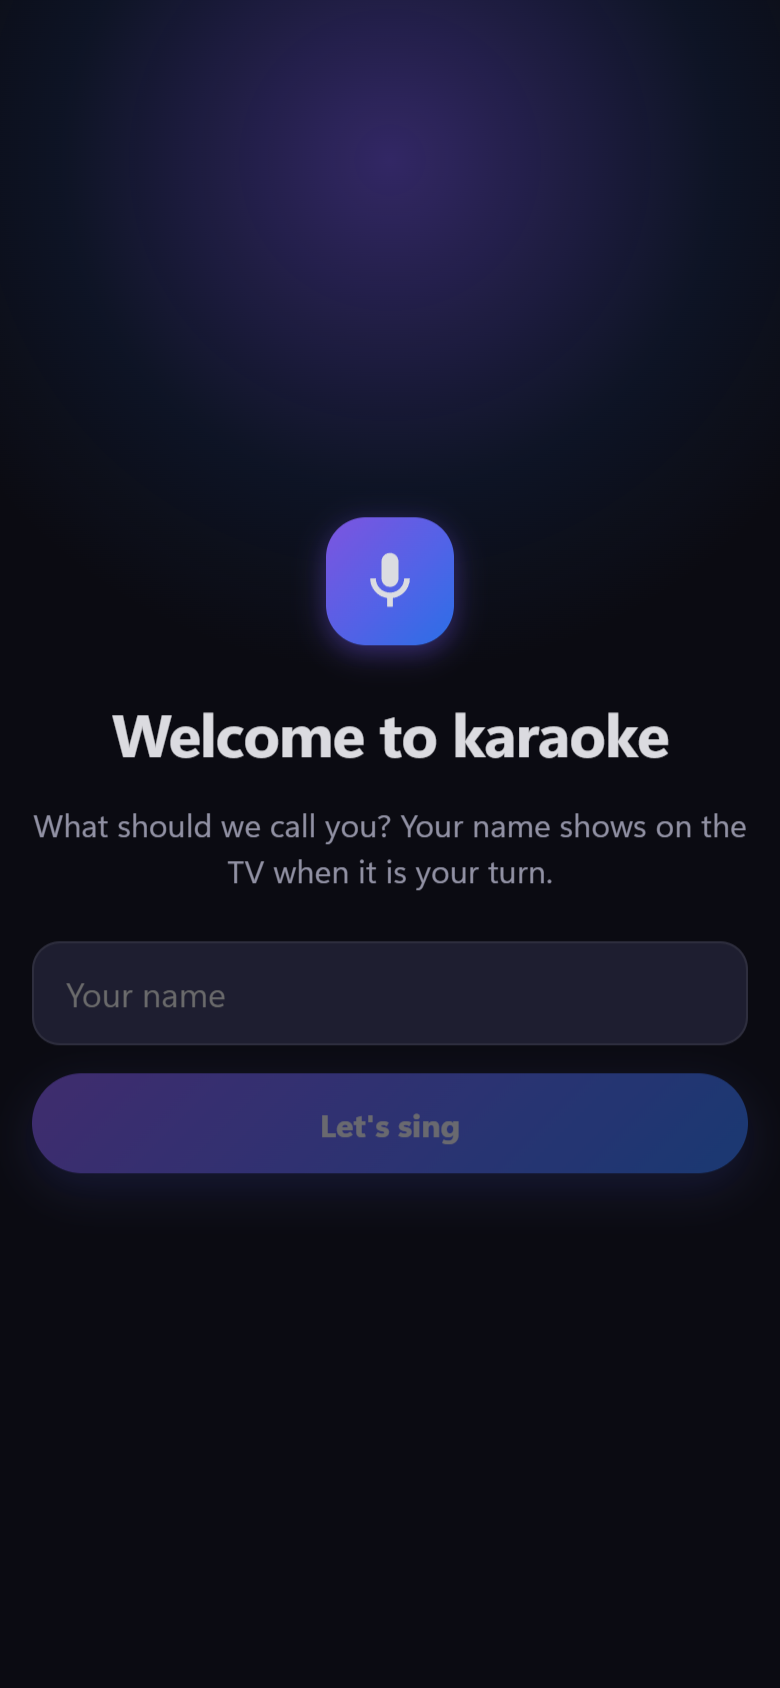 Welcome to karaoke
What should we call you? Your name shows on the
TV when it is your turn.
Your name
Let's sing